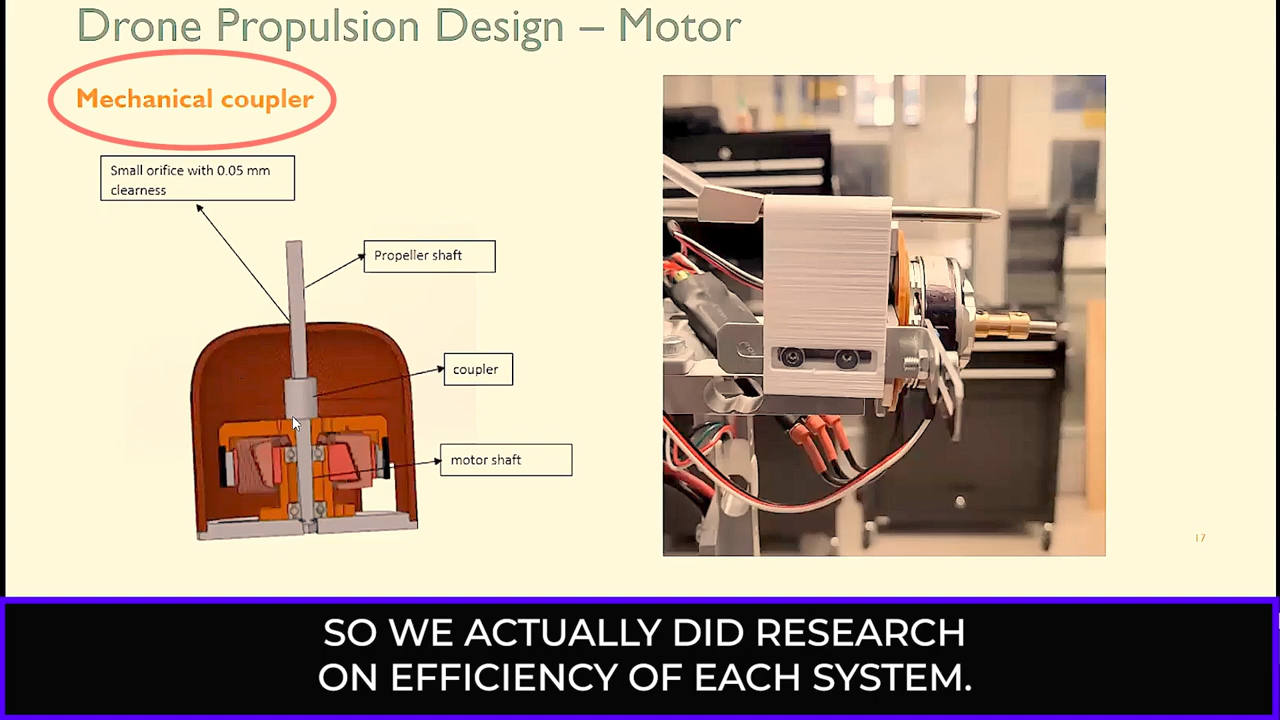 Drone Propulsion Design – Motor
Mechanical coupler
Small orifice with 0.05 mm
clearness
Propeller shaft
coupler
motor shaft
17
SO WE ACTUALLY DID RESEARCH
ON EFFICIENCY OF EACH SYSTEM.